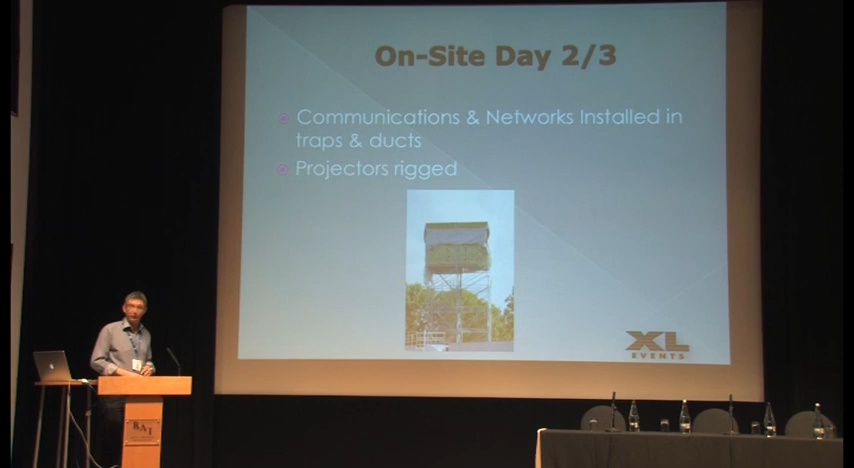 On-Site Day 2/3
Communications & Networks Installed in
traps & ducts
Projectors rigged
XL
EVENTS
RAI